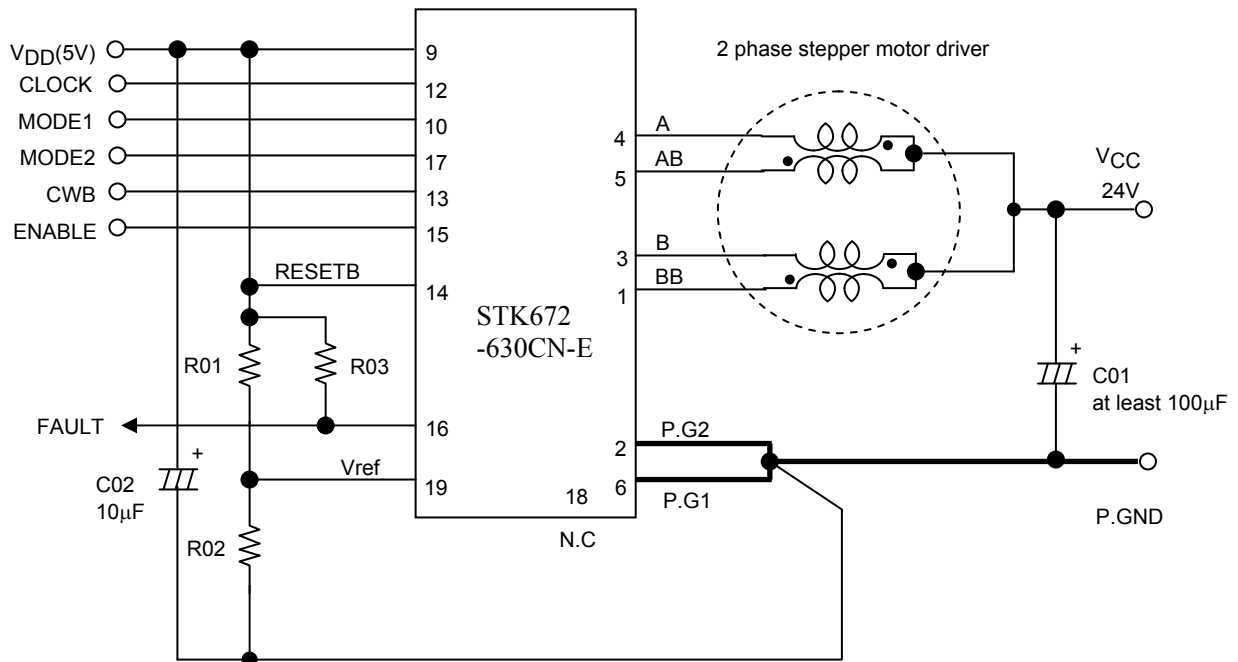 VDD(5V)
CLOCK
MODE1
MODE2
CWB
ENABLE
RESETB
R01
R03
FAULT
Vref
C02
10μF
R02
9
12
10
17
13
15
14
16
19
STK672
-630CN-E
18
N.C
4
5
3
1
2
6
A
AB
B
BB
P.G2
P.G1
2 phase stepper motor driver
VCC
24V
+
C01
at least 100μF
P.GND
+